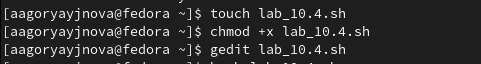 [aagoryayjnova@fedora ~]$ touch lab_10.4.sh
[aagoryayjnova@fedora ~]$ chmod +x lab_10.4.sh
[aagoryayjnova@fedora ~]$ gedit lab_10.4.sh